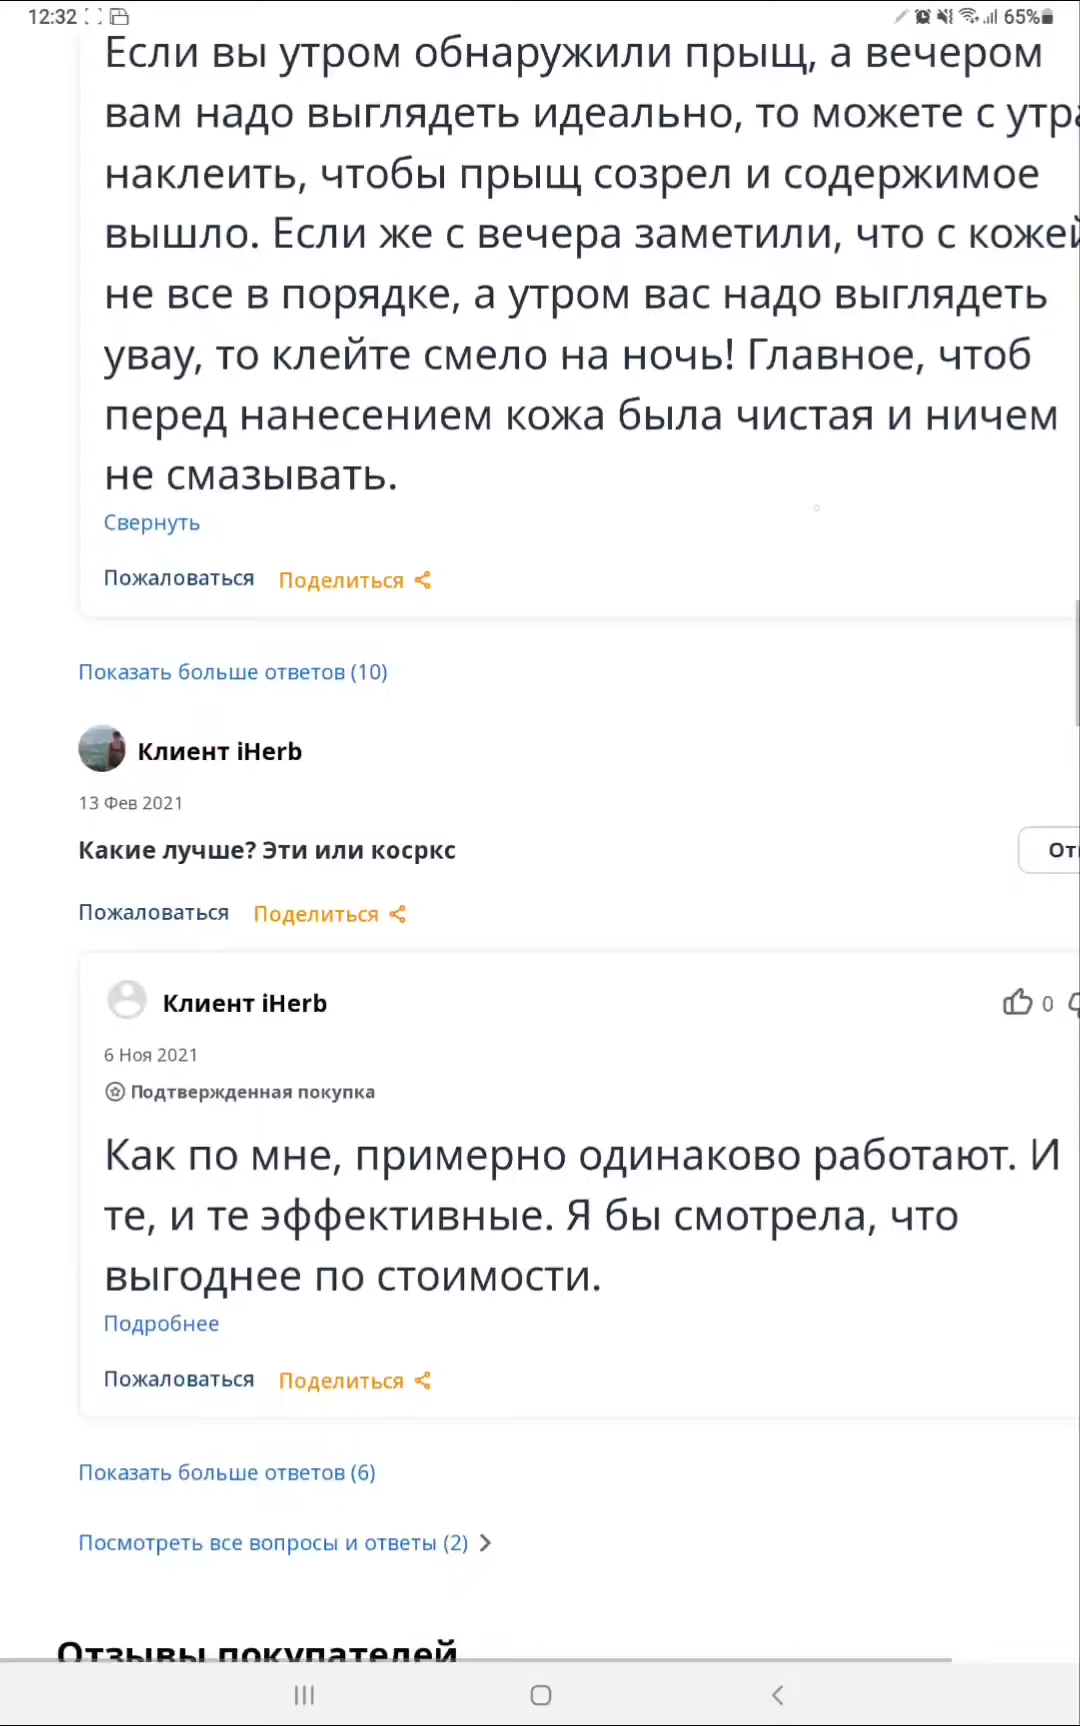 12:32
65%
Если вы утром обнаружили прыщ, а вечером
вам надо выглядеть идеально, то можете с утра
наклеить, чтобы прыщ созрел и содержимое
вышло. Если же с вечера заметили, что с кожей
не все в порядке, а утром вас надо выглядеть
увау, то клейте смело на ночь! Главное, чтоб
перед нанесением кожа была чистая и ничем
не смазывать.
Свернуть
Пожаловаться Поделиться
Показать больше ответов (10)
Клиент iHerb
13 Фев 2021
Какие лучше? Эти или косркс
От
Пожаловаться Поделиться
Клиент iHerb
0
6 Ноя 2021
Подтвержденная покупка
Как по мне, примерно одинаково работают. И
те, и те эффективные. Я бы смотрела, что
выгоднее по стоимости.
Подробнее
Пожаловаться Поделиться
Показать больше ответов (6)
Посмотреть все вопросы и ответы (2)
Отзывы покупателей